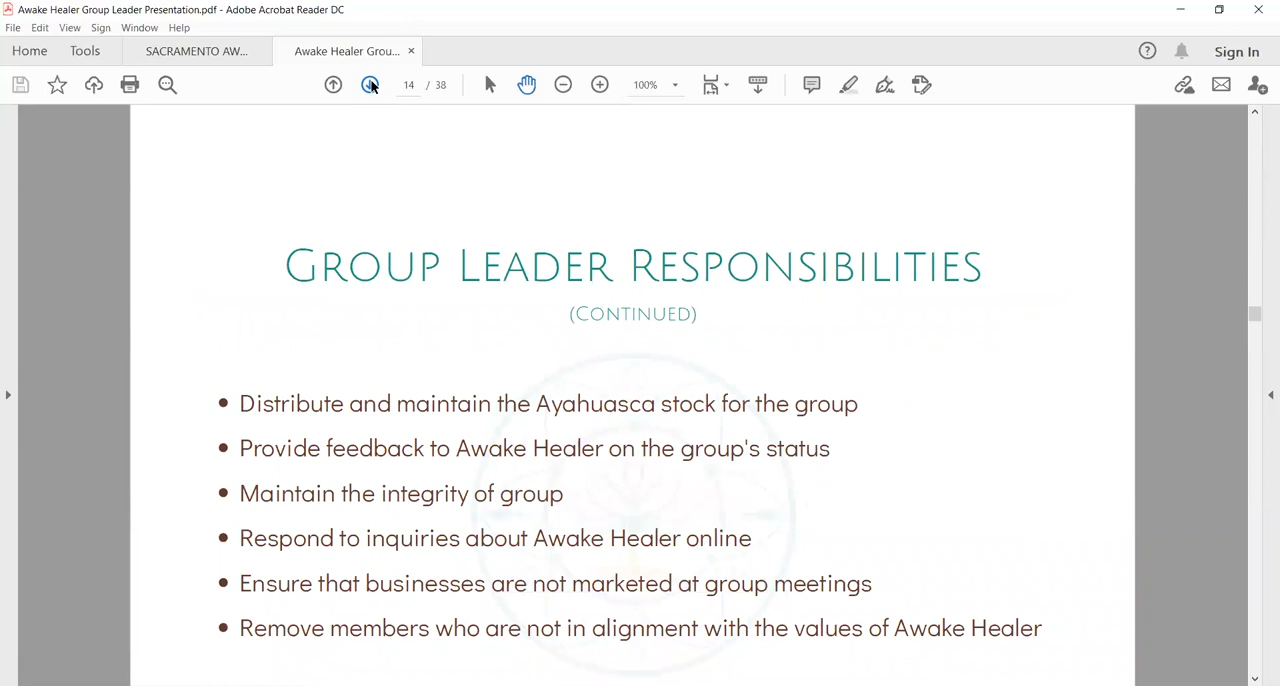 Awake Healer Group Leader Presentation.pdf - Adobe Acrobat Reader DC
File Edit View Sign Window Help
Home Tools SACRAMENTO AW... Awake Healer Grou... × Sign In
14 / 38 100%
GROUP LEADER RESPONSIBILITIES
(CONTINUED)
• Distribute and maintain the Ayahuasca stock for the group
• Provide feedback to Awake Healer on the group's status
• Maintain the integrity of group
• Respond to inquiries about Awake Healer online
• Ensure that businesses are not marketed at group meetings
• Remove members who are not in alignment with the values of Awake Healer